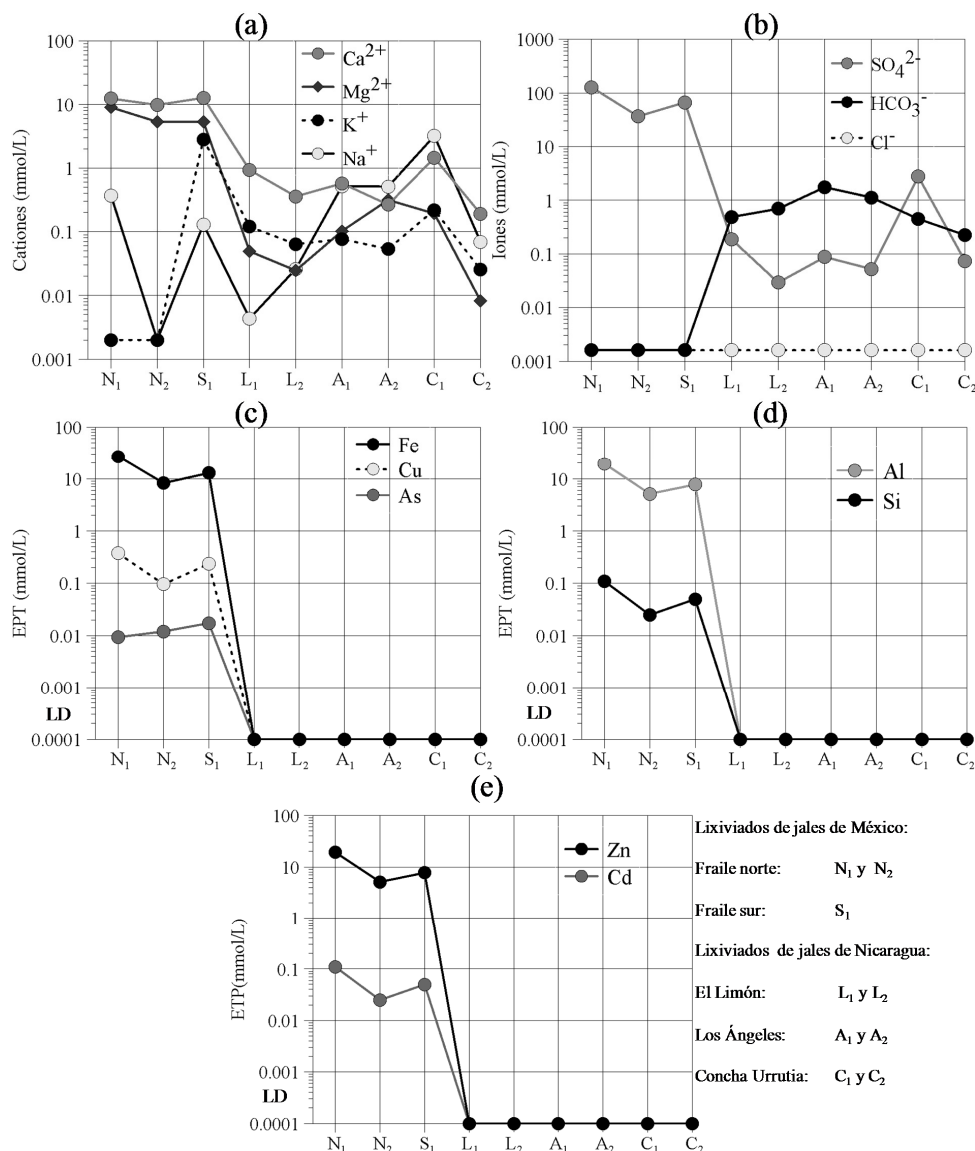 (a)
100
10
1
0.1
0.01
0.001
Cationes (mmol/L)
Ca²⁺
Mg²⁺
K⁺
Na⁺
N₁ N₂ S₁ L₁ L₂ A₁ A₂ C₁ C₂
(b)
1000
100
10
1
0.1
0.01
0.001
Iones (mmol/L)
SO₄²⁻
HCO₃⁻
Cl⁻
N₁ N₂ S₁ L₁ L₂ A₁ A₂ C₁ C₂
(c)
100
10
1
0.1
0.01
0.001
LD
0.0001
EPT (mmol/L)
Fe
Cu
As
N₁ N₂ S₁ L₁ L₂ A₁ A₂ C₁ C₂
(d)
100
10
1
0.1
0.01
0.001
LD
0.0001
EPT (mmol/L)
Al
Si
N₁ N₂ S₁ L₁ L₂ A₁ A₂ C₁ C₂
(e)
100
10
1
0.1
0.01
0.001
LD
0.0001
ETP(mmol/L)
Zn
Cd
N₁ N₂ S₁ L₁ L₂ A₁ A₂ C₁ C₂
Lixiviados de jales de México:
Fraile norte: N₁ y N₂
Fraile sur: S₁
Lixiviados de jales de Nicaragua:
El Limón: L₁ y L₂
Los Ángeles: A₁ y A₂
Concha Urrutia: C₁ y C₂